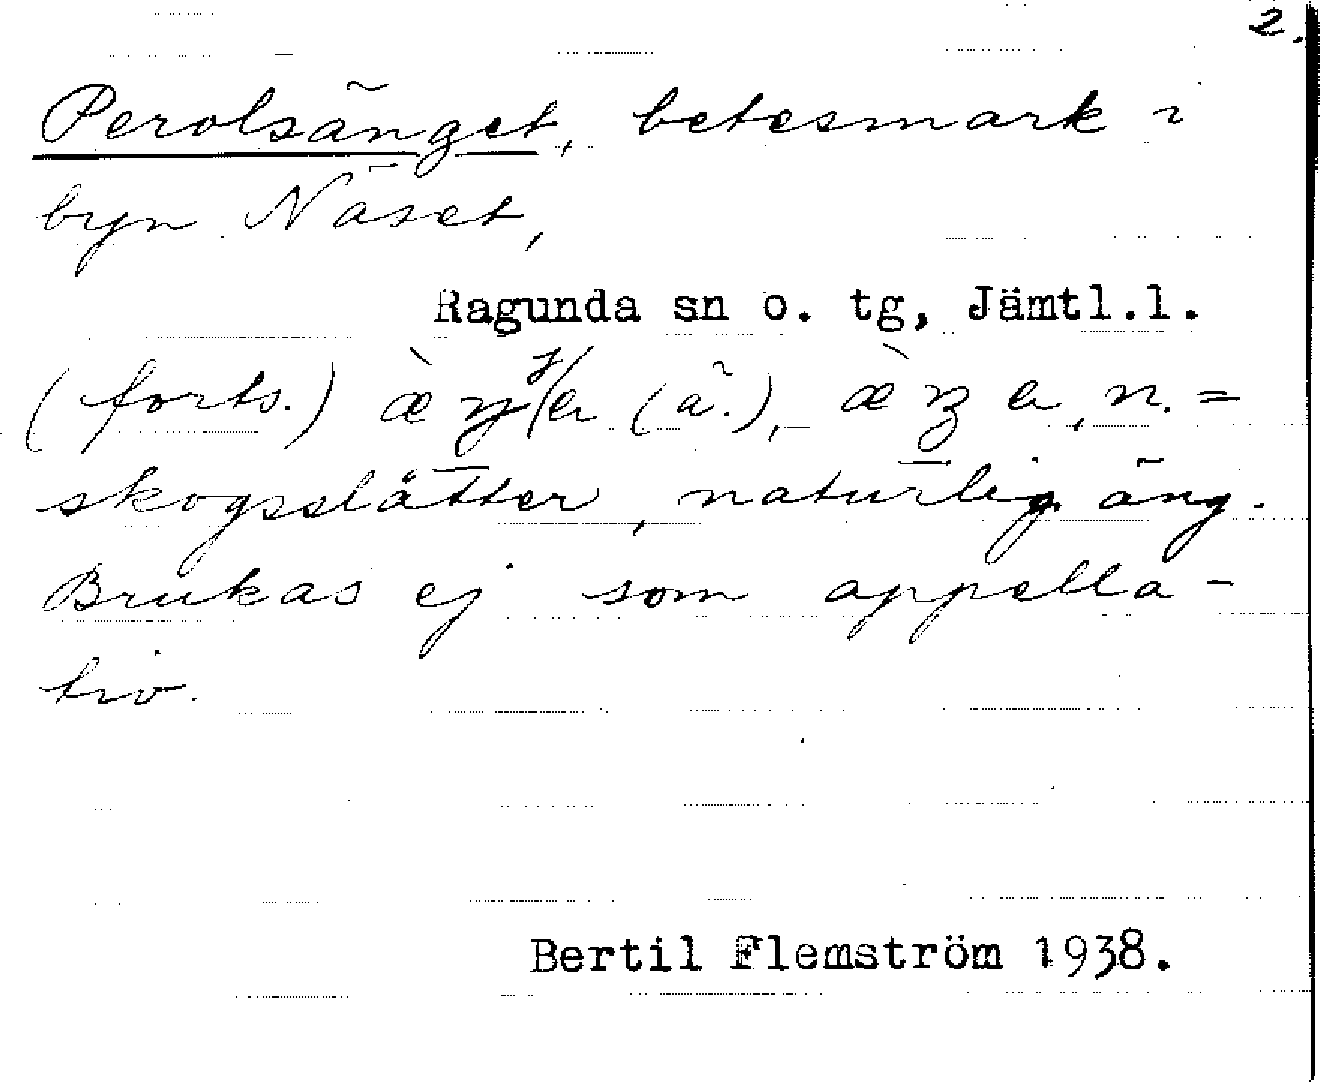 2.
Perolsänget, betesmark i
byn Näset,
Ragunda sn o. tg, Jämtl.l.
(forts.) (ä.), n. =
skogsslåtter, naturlig äng.
Brukas ej som appella-
tiv.
Bertil Flemström 1938.